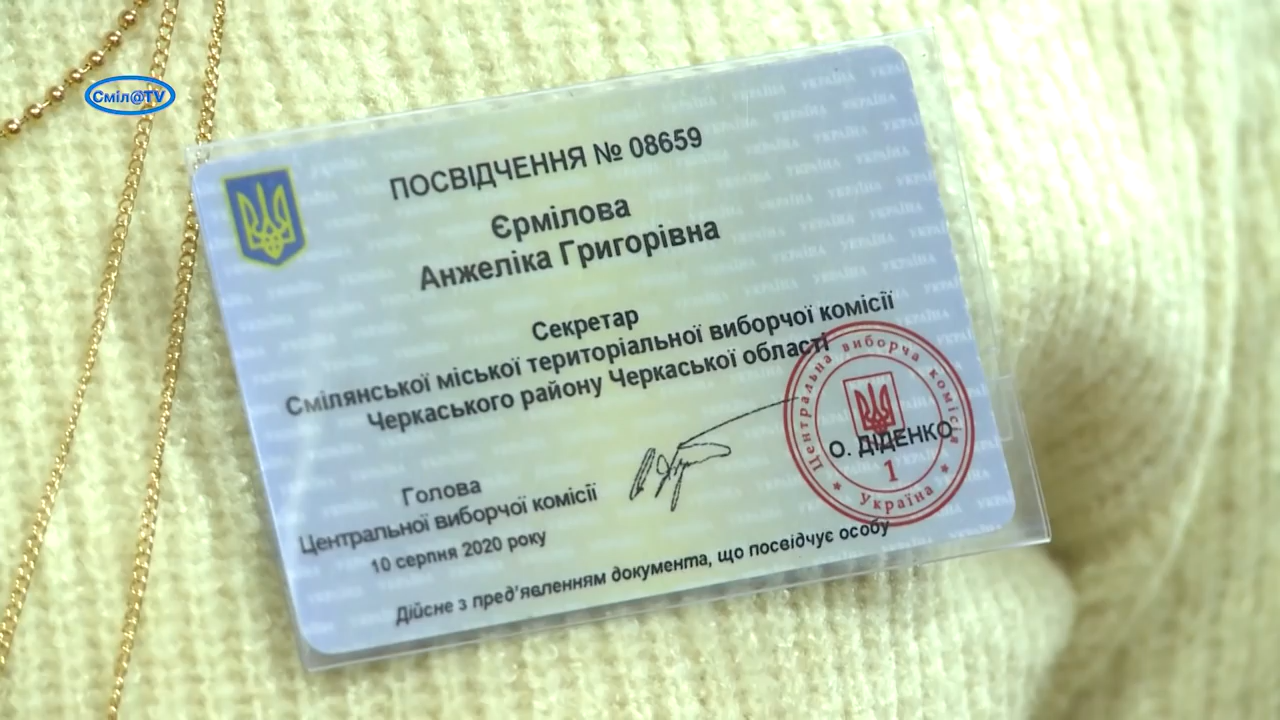 Сміл@TV
ПОСВІДЧЕННЯ № 08659
Єрмілова
Анжеліка Григорівна
Секретар
Смілянської міської територіальної виборчої комісії
Черкаського району Черкаської області
Голова
Центральної виборчої комісії
О. ДІДЕНКО
10 серпня 2020 року
Дійсне з пред'явленням документа, що посвідчує особу
Центральна виборча комісія
1
Україна